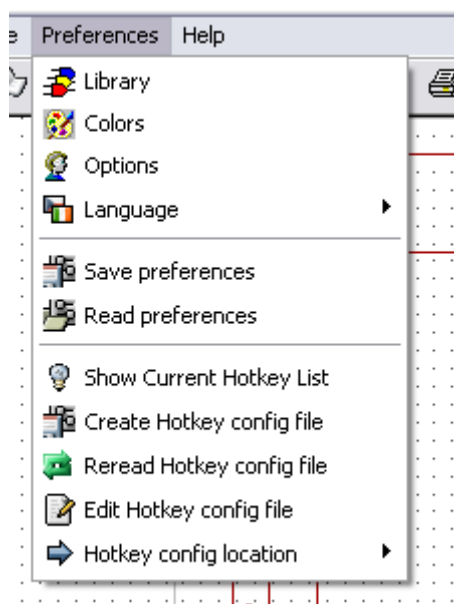 Preferences Help
Library
Colors
Options
Language
Save preferences
Read preferences
Show Current Hotkey List
Create Hotkey config file
Reread Hotkey config file
Edit Hotkey config file
Hotkey config location